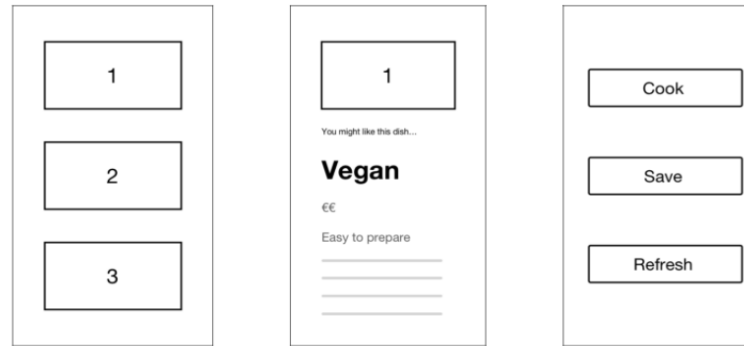 1
2
3
1
You might like this dish...
Vegan
€€
Easy to prepare
Cook
Save
Refresh